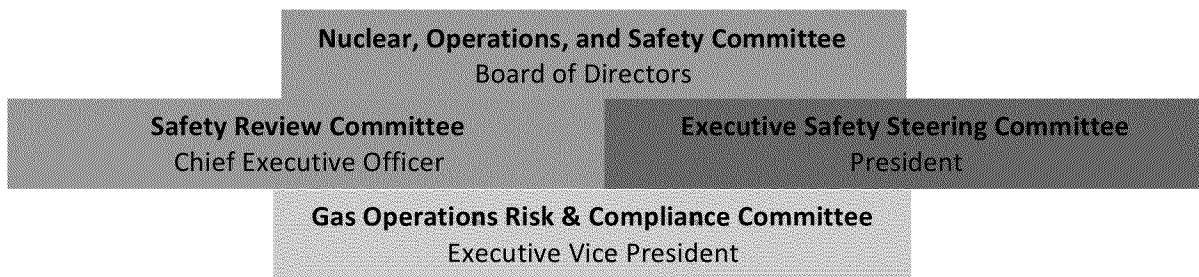 Nuclear, Operations, and Safety Committee
Board of Directors
Safety Review Committee
Chief Executive Officer
Executive Safety Steering Committee
President
Gas Operations Risk & Compliance Committee
Executive Vice President